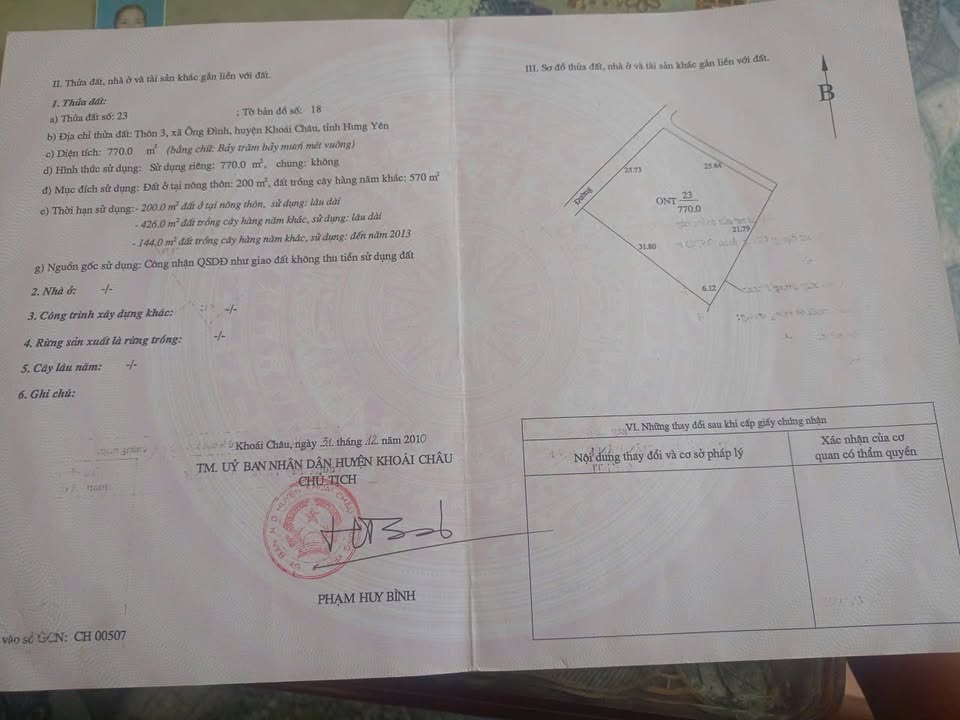 II. Thửa đất, nhà ở và tài sản khác gắn liền với đất.
1. Thửa đất:
a) Thửa đất số: 23 ; Tờ bản đồ số: 18
b) Địa chỉ thửa đất: Thôn 3, xã Ông Đình, huyện Khoái Châu, tỉnh Hưng Yên
c) Diện tích: 770.0 m² (bằng chữ: Bảy trăm bảy mươi mét vuông)
d) Hình thức sử dụng: Sử dụng riêng: 770.0 m², chung: không
đ) Mục đích sử dụng: Đất ở tại nông thôn: 200 m², đất trồng cây hàng năm khác: 570 m²
e) Thời hạn sử dụng:- 200.0 m² đất ở tại nông thôn, sử dụng: lâu dài
- 426.0 m² đất trồng cây hàng năm khác, sử dụng: lâu dài
- 144.0 m² đất trồng cây hàng năm khác, sử dụng: đến năm 2013
g) Nguồn gốc sử dụng: Công nhận QSDĐ như giao đất không thu tiền sử dụng đất
2. Nhà ở: -/-
3. Công trình xây dựng khác: -/-
4. Rừng sản xuất là rừng trồng: -/-
5. Cây lâu năm: -/-
6. Ghi chú:
Khoái Châu, ngày 31 tháng 12 năm 2010
TM. UỶ BAN NHÂN DÂN HUYỆN KHOÁI CHÂU
CHỦ TỊCH
PHẠM HUY BÌNH
vào sổ GCN: CH 00507
III. Sơ đồ thửa đất, nhà ở và tài sản khác gắn liền với đất.
B
Đường
25.73
25.84
ONT 23
770.0
21.79
31.80
6.12
VI. Những thay đổi sau khi cấp giấy chứng nhận
Nội dung thay đổi và cơ sở pháp lý
Xác nhận của cơ
quan có thẩm quyền